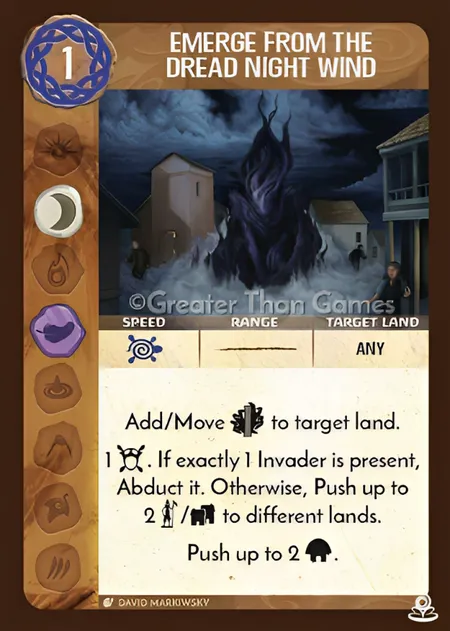 1
EMERGE FROM THE
DREAD NIGHT WIND
©Greater Than Games
SPEED RANGE TARGET LAND
ANY
Add/Move to target land.
1 . If exactly 1 Invader is present,
Abduct it. Otherwise, Push up to
2 / to different lands.
Push up to 2 .
DAVID MARKIWSKY